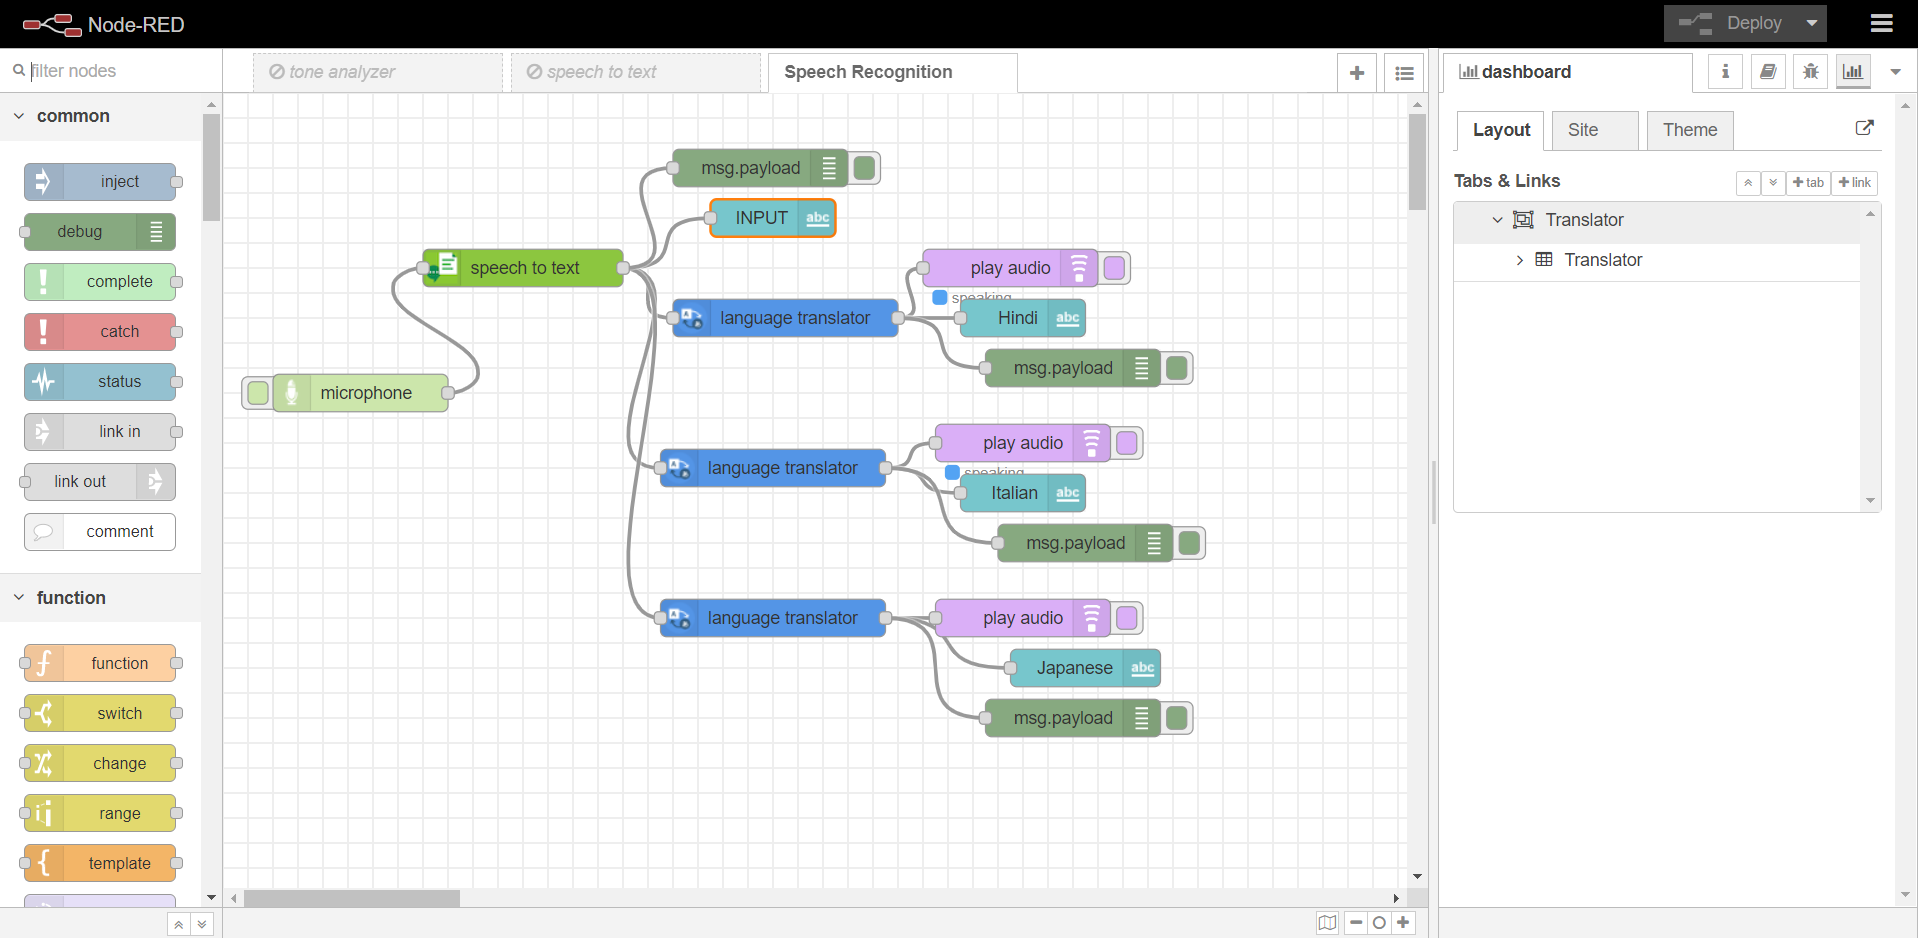 Node-RED
Deploy
filter nodes
tone analyzer
speech to text
Speech Recognition
dashboard
common
inject
debug
complete
catch
status
link in
link out
comment
function
function
switch
change
range
template
msg.payload
INPUT abc
speech to text
play audio
speaking
language translator
Hindi abc
msg.payload
microphone
play audio
speaking
language translator
Italian abc
msg.payload
language translator
play audio
Japanese abc
msg.payload
Layout
Site
Theme
Tabs & Links
+tab
+link
Translator
Translator